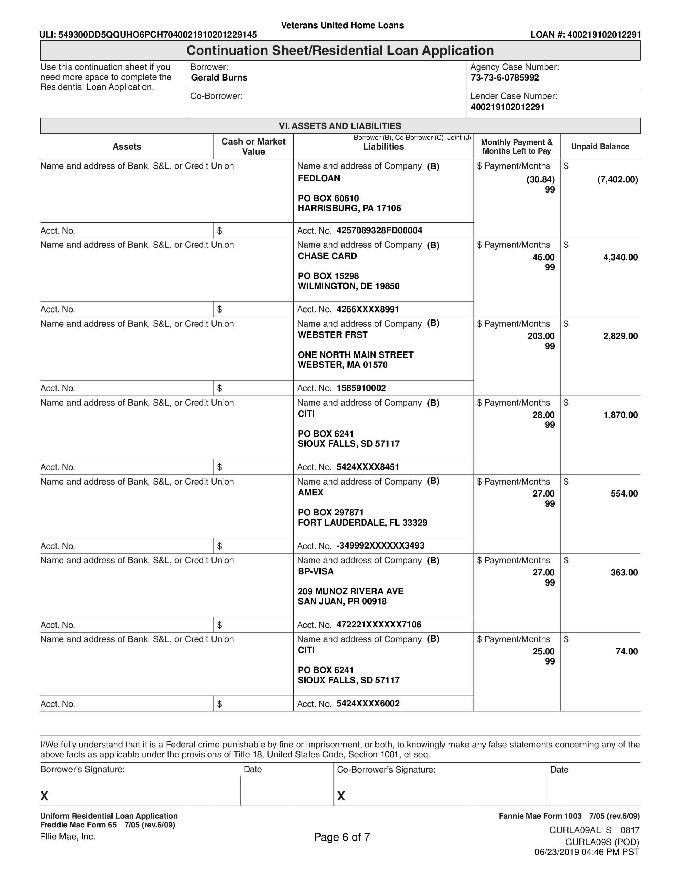 Veterans United Home Loans
ULI: 549300DD5QQUHO6PCH7040021910201229145 LOAN #: 400219102012291
Continuation Sheet/Residential Loan Application
Use this continuation sheet if you need more space to complete the Residential Loan Application.
Borrower:
Gerald Burns
Agency Case Number:
73-73-6-0785992
Co-Borrower:
Lender Case Number:
400219102012291
VI. ASSETS AND LIABILITIES
Borrower (B), Co-Borrower (C), Joint (J)
Assets Cash or Market Value Liabilities Monthly Payment & Months Left to Pay Unpaid Balance
Name and address of Bank, S&L, or Credit Union Name and address of Company (B) $ Payment/Months $
FEDLOAN (30.84) (7,402.00)
99
PO BOX 60610
HARRISBURG, PA 17106
Acct. No. $ Acct. No. 4257089328FD00004
Name and address of Bank, S&L, or Credit Union Name and address of Company (B) $ Payment/Months $
CHASE CARD 46.00 4,340.00
99
PO BOX 15298
WILMINGTON, DE 19850
Acct. No. $ Acct. No. 4266XXXX8991
Name and address of Bank, S&L, or Credit Union Name and address of Company (B) $ Payment/Months $
WEBSTER FRST 203.00 2,829.00
99
ONE NORTH MAIN STREET
WEBSTER, MA 01570
Acct. No. $ Acct. No. 1585910002
Name and address of Bank, S&L, or Credit Union Name and address of Company (B) $ Payment/Months $
CITI 28.00 1,870.00
99
PO BOX 6241
SIOUX FALLS, SD 57117
Acct. No. $ Acct. No. 5424XXXX8451
Name and address of Bank, S&L, or Credit Union Name and address of Company (B) $ Payment/Months $
AMEX 27.00 554.00
99
PO BOX 297871
FORT LAUDERDALE, FL 33329
Acct. No. $ Acct. No. -349992XXXXXX3493
Name and address of Bank, S&L, or Credit Union Name and address of Company (B) $ Payment/Months $
BP-VISA 27.00 363.00
99
209 MUNOZ RIVERA AVE
SAN JUAN, PR 00918
Acct. No. $ Acct. No. 472221XXXXXX7106
Name and address of Bank, S&L, or Credit Union Name and address of Company (B) $ Payment/Months $
CITI 25.00 74.00
99
PO BOX 6241
SIOUX FALLS, SD 57117
Acct. No. $ Acct. No. 5424XXXX6002
I/We fully understand that it is a Federal crime punishable by fine or imprisonment, or both, to knowingly make any false statements concerning any of the
above facts as applicable under the provisions of Title 18, United States Code, Section 1001, et seq.
Borrower's Signature: Date Co-Borrower's Signature: Date
X X
Uniform Residential Loan Application
Freddie Mac Form 65 7/05 (rev.6/09)
Fannie Mae Form 1003 7/05 (rev.6/09)
Ellie Mae, Inc.
Page 6 of 7
GURLA09AL S 0817
GURLA09S (POD)
06/23/2019 04:46 PM PST